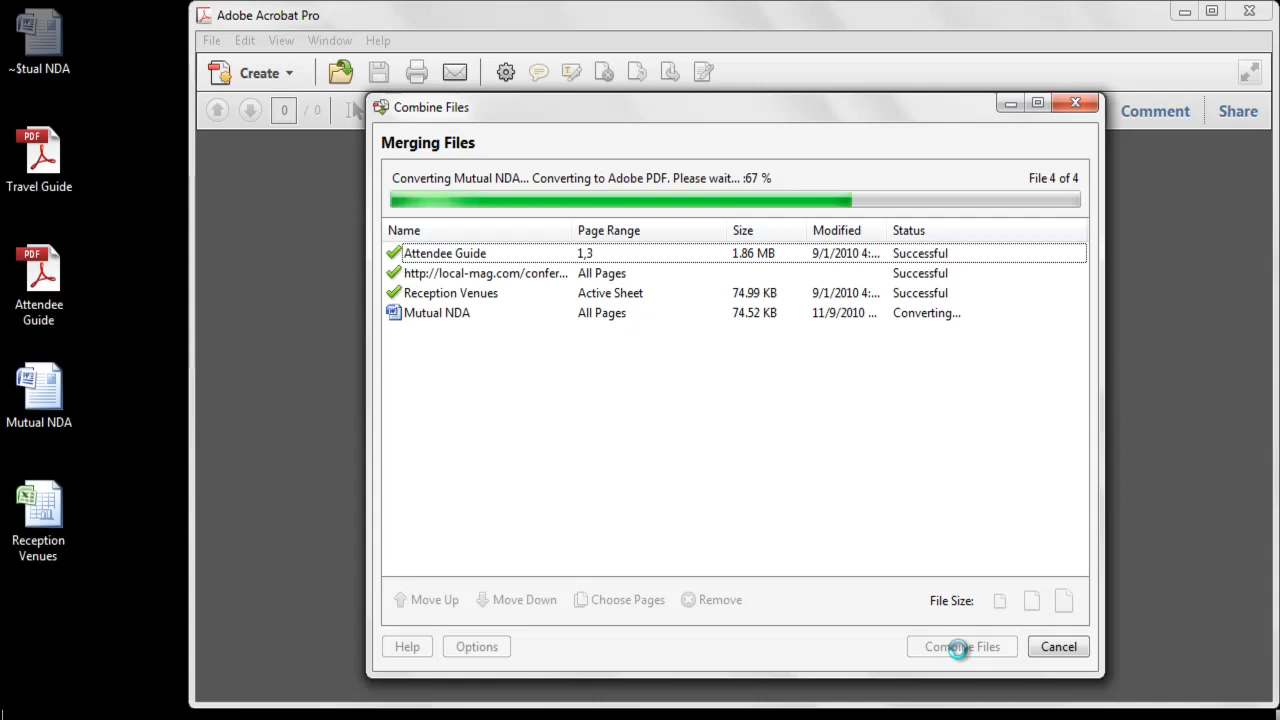 ~$tual NDA
Travel Guide
Attendee
Guide
Mutual NDA
Reception
Venues
Adobe Acrobat Pro
File Edit View Window Help
Create
0 / 0
Comment Share
Combine Files
Merging Files
Converting Mutual NDA... Converting to Adobe PDF. Please wait... :67 % File 4 of 4
Name Page Range Size Modified Status
Attendee Guide 1,3 1.86 MB 9/1/2010 4:... Successful
http://local-mag.com/confer... All Pages Successful
Reception Venues Active Sheet 74.99 KB 9/1/2010 4:... Successful
Mutual NDA All Pages 74.52 KB 11/9/2010 ... Converting...
Move Up Move Down Choose Pages Remove File Size:
Help Options Combine Files Cancel